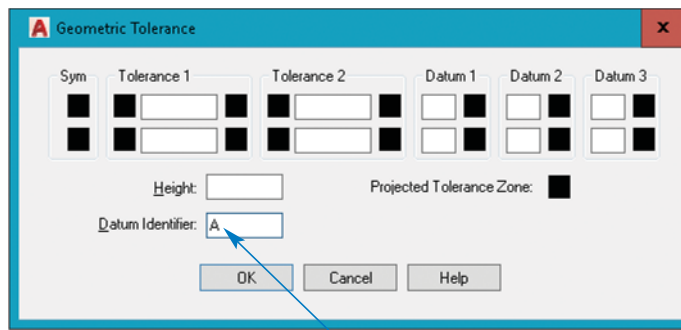 A Geometric Tolerance x
Sym Tolerance 1 Tolerance 2 Datum 1 Datum 2 Datum 3
Height: Projected Tolerance Zone:
Datum Identifier: A
OK Cancel Help